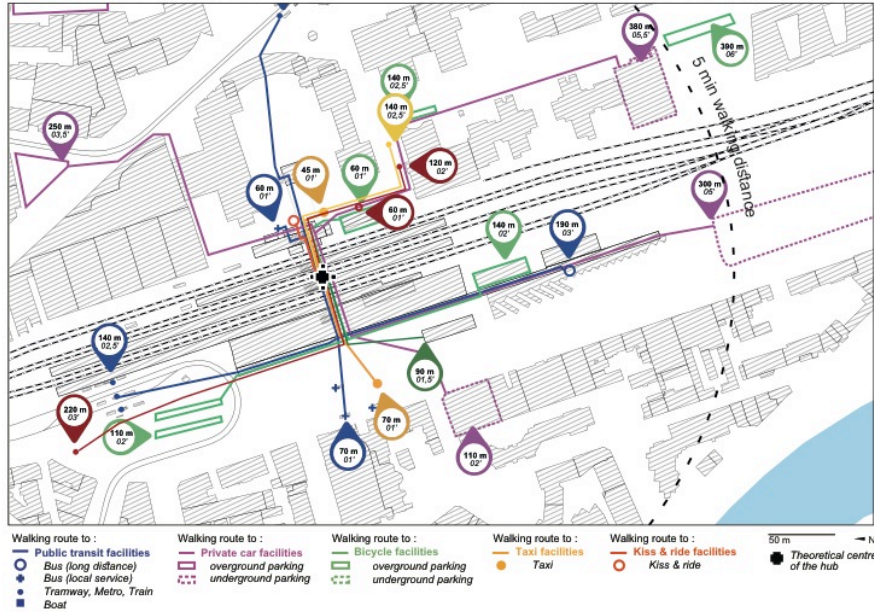 380 m
05,5'
390 m
06'
140 m
02,5'
140 m
02,5'
5 min walking distance
250 m
03,5'
120 m
02'
45 m
01'
60 m
01'
60 m
01'
60 m
01'
300 m
05'
140 m
02'
190 m
03'
140 m
02,5'
90 m
01,5'
220 m
03'
110 m
02'
70 m
01'
70 m
01'
110 m
02'
Walking route to :
Public transit facilities
Bus (long distance)
Bus (local service)
Tramway, Metro, Train
Boat
Walking route to :
Private car facilities
overground parking
underground parking
Walking route to :
Bicycle facilities
overground parking
underground parking
Walking route to :
Taxi facilities
Taxi
Walking route to :
Kiss & ride facilities
Kiss & ride
50 m
N
Theoretical centre
of the hub